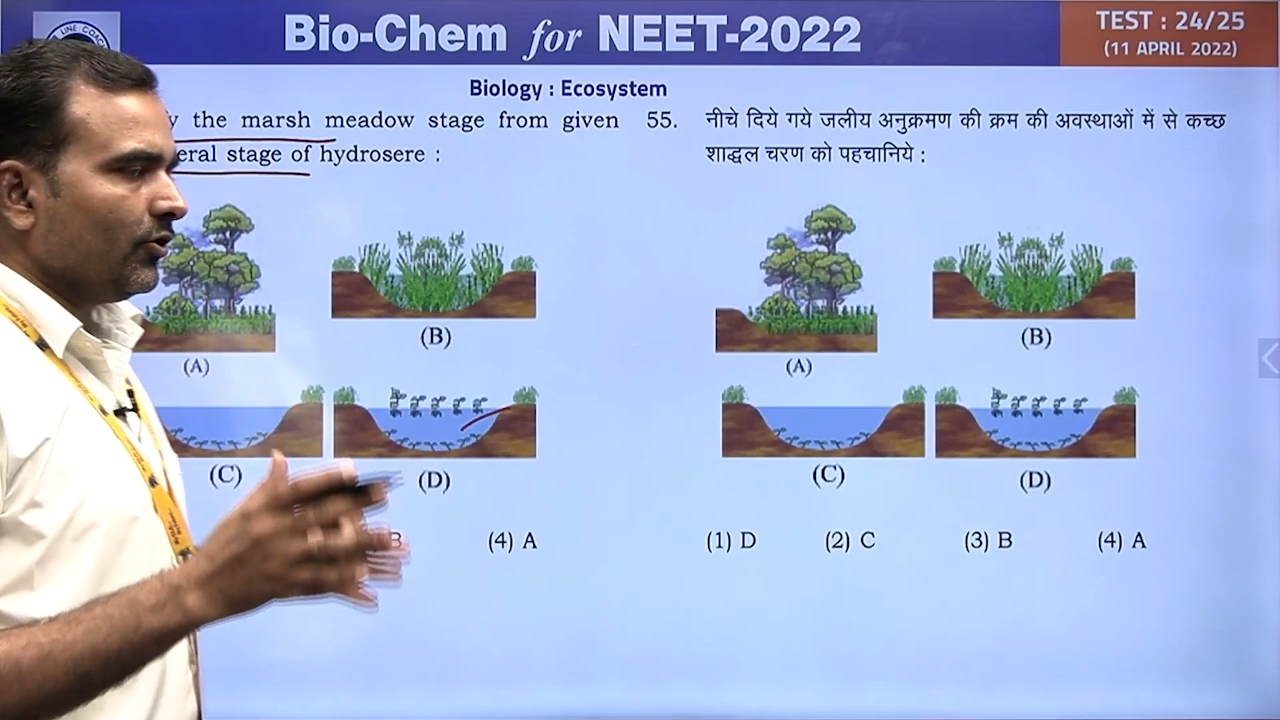 LINE COAC
Bio-Chem for NEET-2022
TEST : 24/25
(11 APRIL 2022)
Biology : Ecosystem
the marsh meadow stage from given
stage of hydrosere :
(A)
(B)
(C)
(D)
B
(4) A
55. नीचे दिये गये जलीय अनुक्रमण की क्रम की अवस्थाओं में से कच्छ
शाद्वल चरण को पहचानिये :
(A)
(B)
(C)
(D)
(1) D (2) C (3) B (4) A